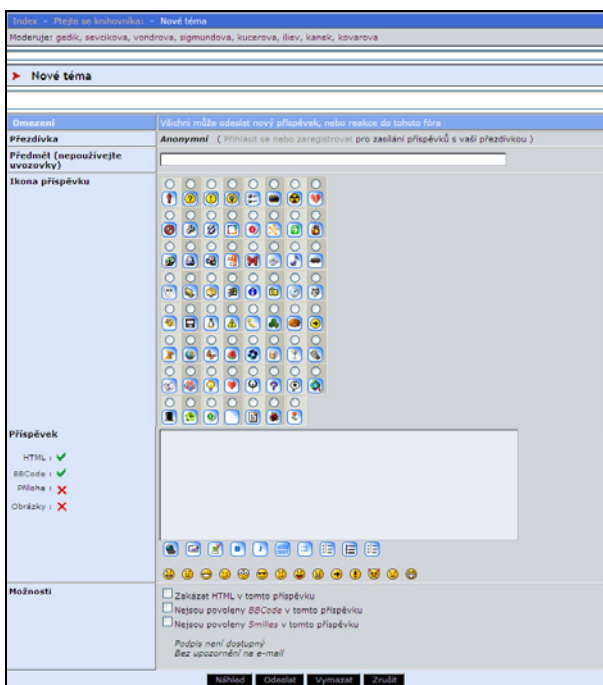 Index - Ptejte se knihovníka: - Nové téma
Moderuje: gedik, sevcikova, vondrova, sigmundova, kucerova, iliev, kanek, kovarova
Nové téma
Omezení Všichni může odeslat nový příspěvek, nebo reakce do tohoto fóra
Přezdívka Anonymní ( Přihlásit se nebo zaregistrovat pro zasílání příspěvků s vaší přezdívkou )
Předmět (nepoužívejte
uvozovky)
Ikona příspěvku
Příspěvek
HTML :
BBCode :
Příloha :
Obrázky :
Možnosti
Zakázat HTML v tomto příspěvku
Nejsou povoleny BBCode v tomto příspěvku
Nejsou povoleny Smilies v tomto příspěvku
Podpis není dostupný
Bez upozornění na e-mail
Náhled Odeslat Vymazat Zrušit